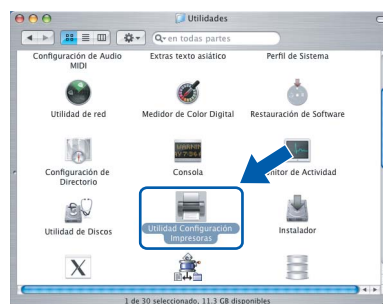 Utilidades
en todas partes
Configuración de Audio Extras texto asiático Perfil de Sistema
MIDI
Utilidad de red Medidor de Color Digital Restauración de Software
Configuración de Consola nitor de Actividad
Directorio
Utilidad de Discos Utilidad Configuración Instalador
Impresoras
1 de 30 seleccionado, 11.3 GB disponibles